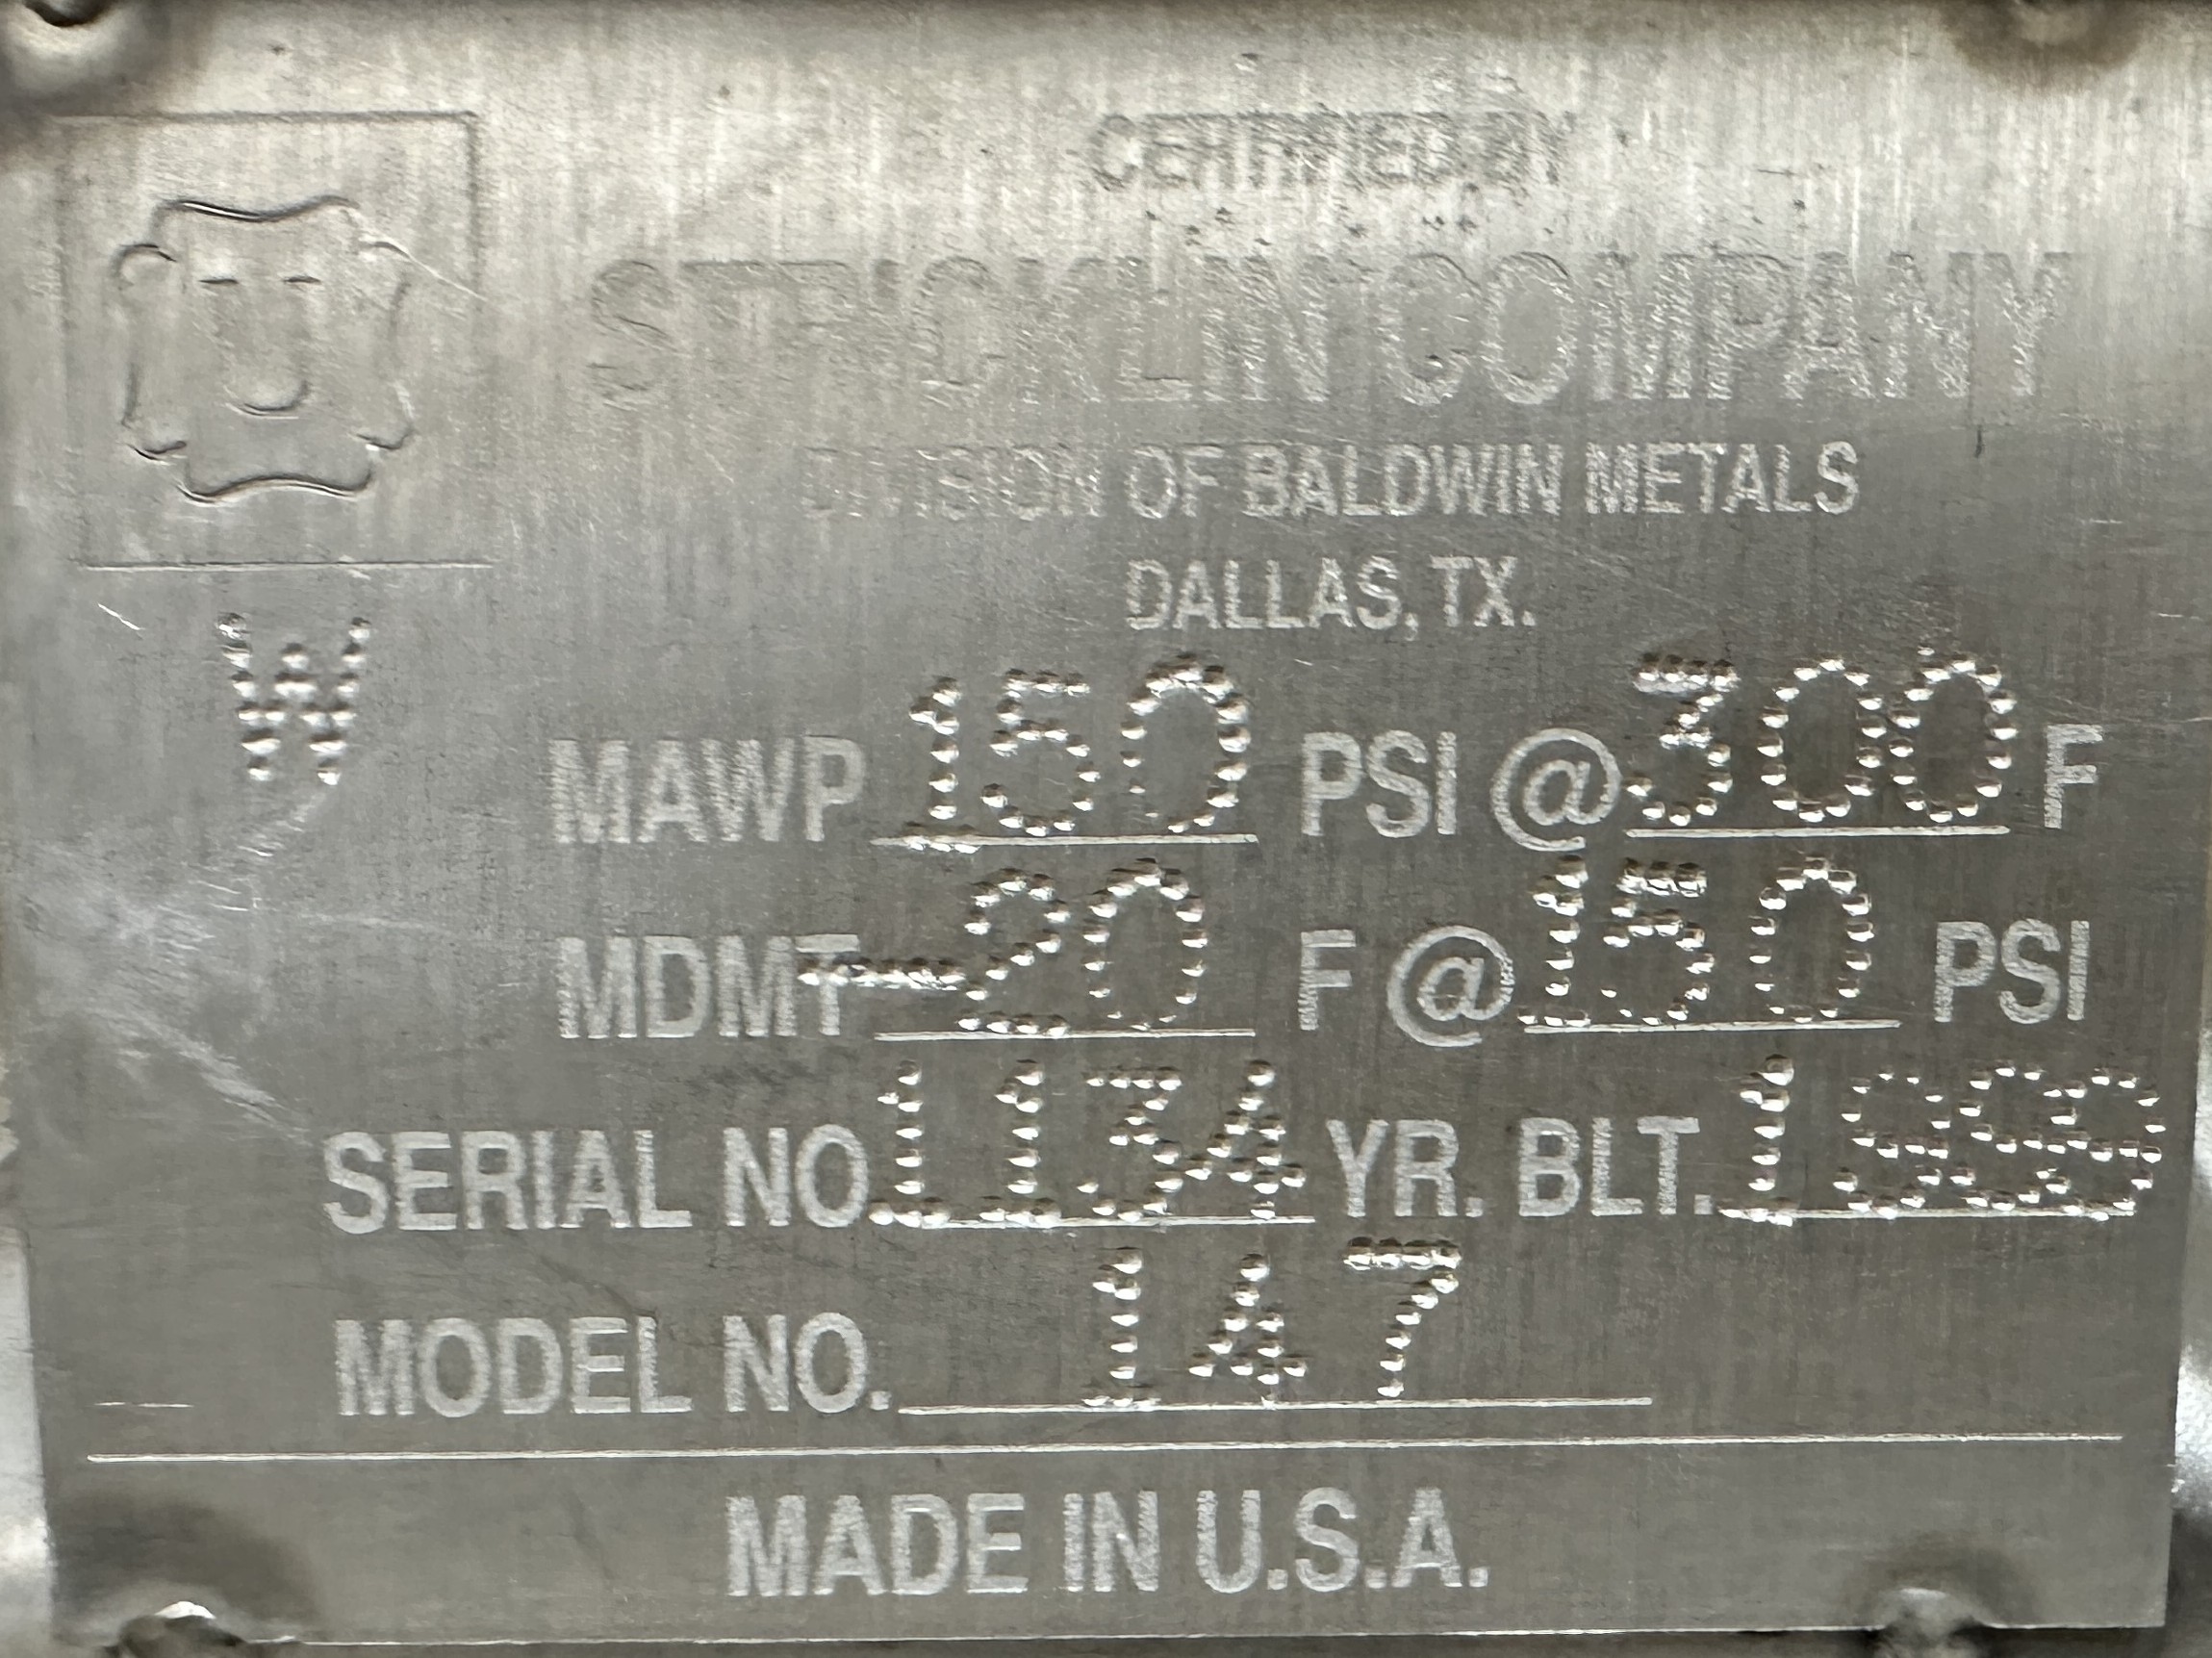 CERTIFIED BY
STRICKLIN COMPANY
DIVISION OF BALDWIN METALS
DALLAS, TX.
W
MAWP 150 PSI @ 300 F
MDMT -20 F @ 150 PSI
SERIAL NO. 1134 YR. BLT.
MODEL NO. 147
MADE IN U.S.A.